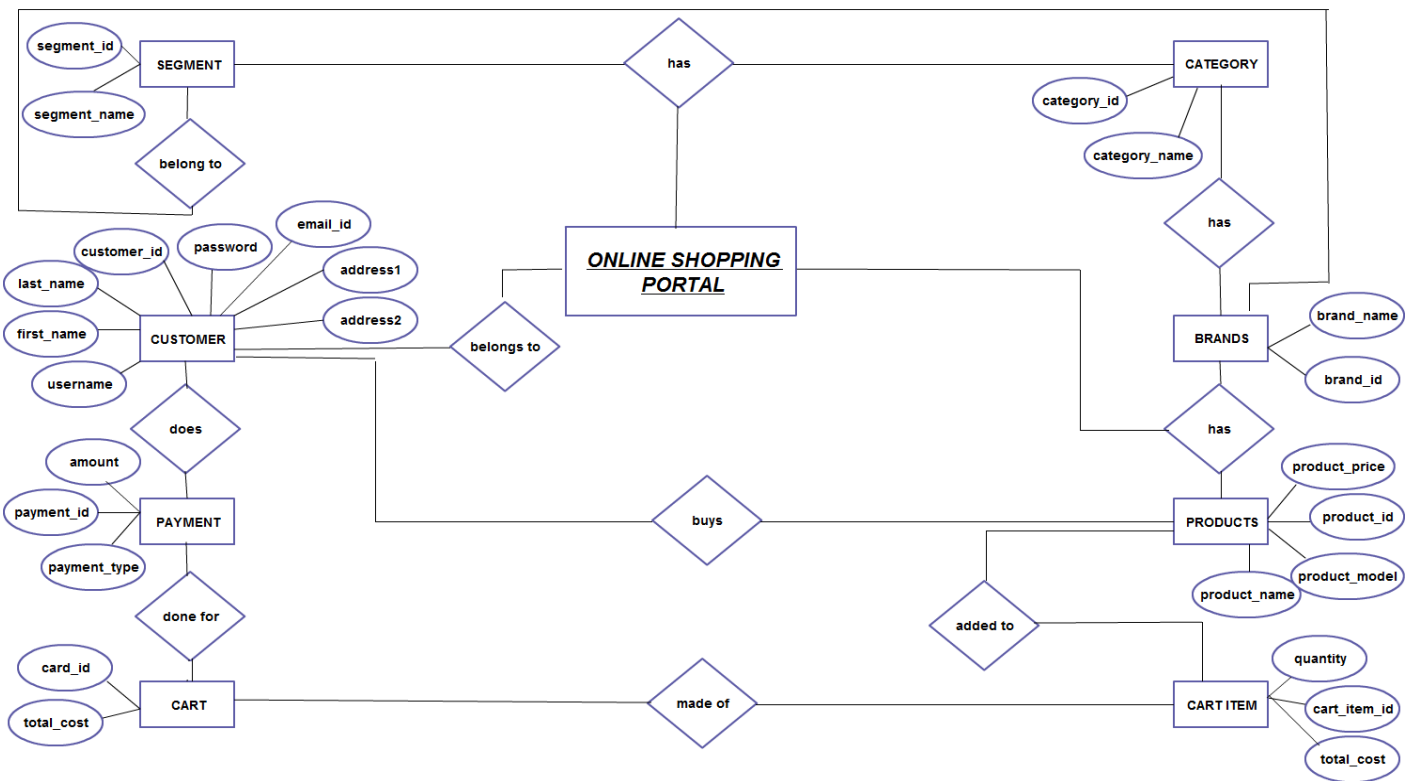 segment_id
SEGMENT
has
CATEGORY
segment_name
category_id
category_name
belong to
has
email_id
customer_id
password
ONLINE SHOPPING
PORTAL
last_name
address1
first_name
address2
CUSTOMER
belongs to
BRANDS
brand_name
username
brand_id
does
has
amount
product_price
payment_id
PAYMENT
buys
PRODUCTS
product_id
payment_type
product_model
product_name
done for
added to
card_id
quantity
CART
made of
CART ITEM
cart_item_id
total_cost
total_cost